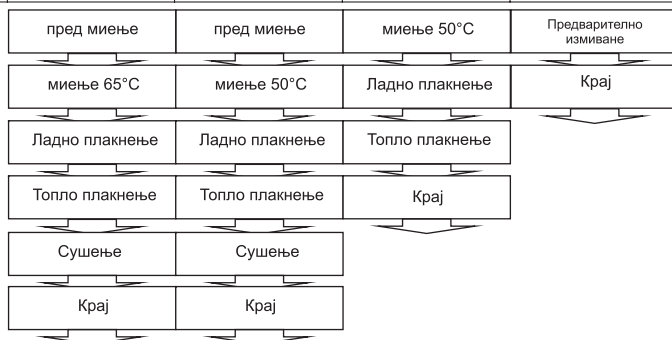 пред миење
пред миење
миење 50°C
Предварително
измиване
миење 65°C
миење 50°C
Ладно плакнење
Крај
Ладно плакнење
Ладно плакнење
Топло плакнење
Топло плакнење
Топло плакнење
Крај
Сушење
Сушење
Крај
Крај